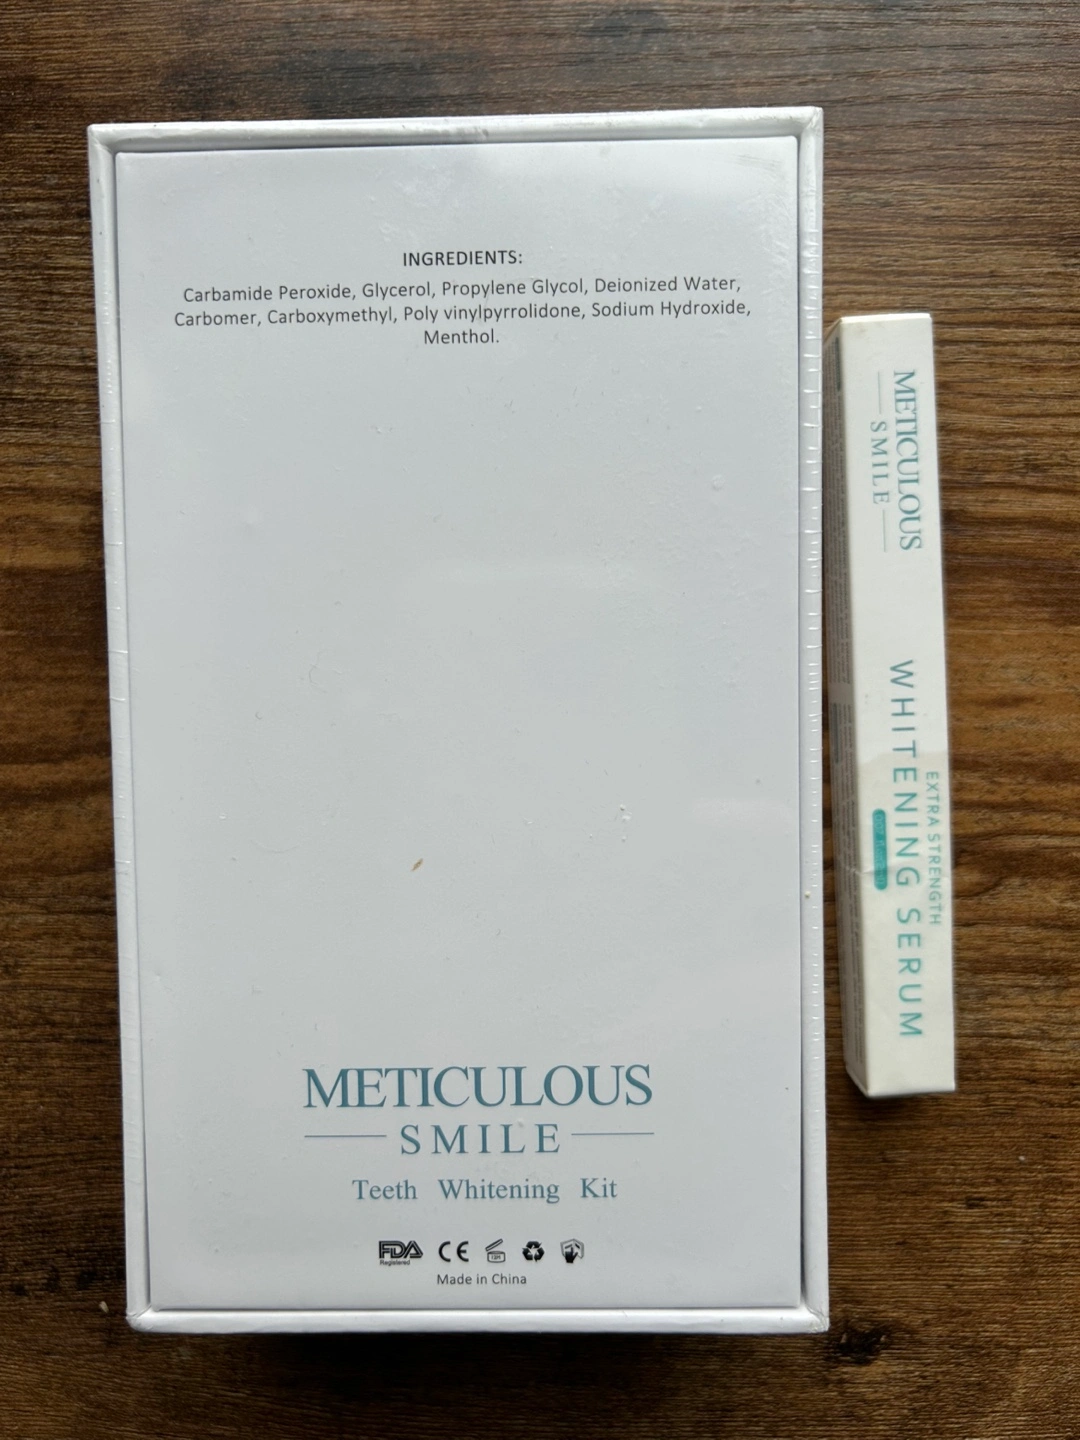 INGREDIENTS:
Carbamide Peroxide, Glycerol, Propylene Glycol, Deionized Water,
Carbomer, Carboxymethyl, Poly vinylpyrrolidone, Sodium Hydroxide,
Menthol.
METICULOUS
SMILE
Teeth Whitening Kit
FDA
Registered
CE
Made in China
METICULOUS
SMILE
EXTRA STRENGTH
WHITENING SERUM